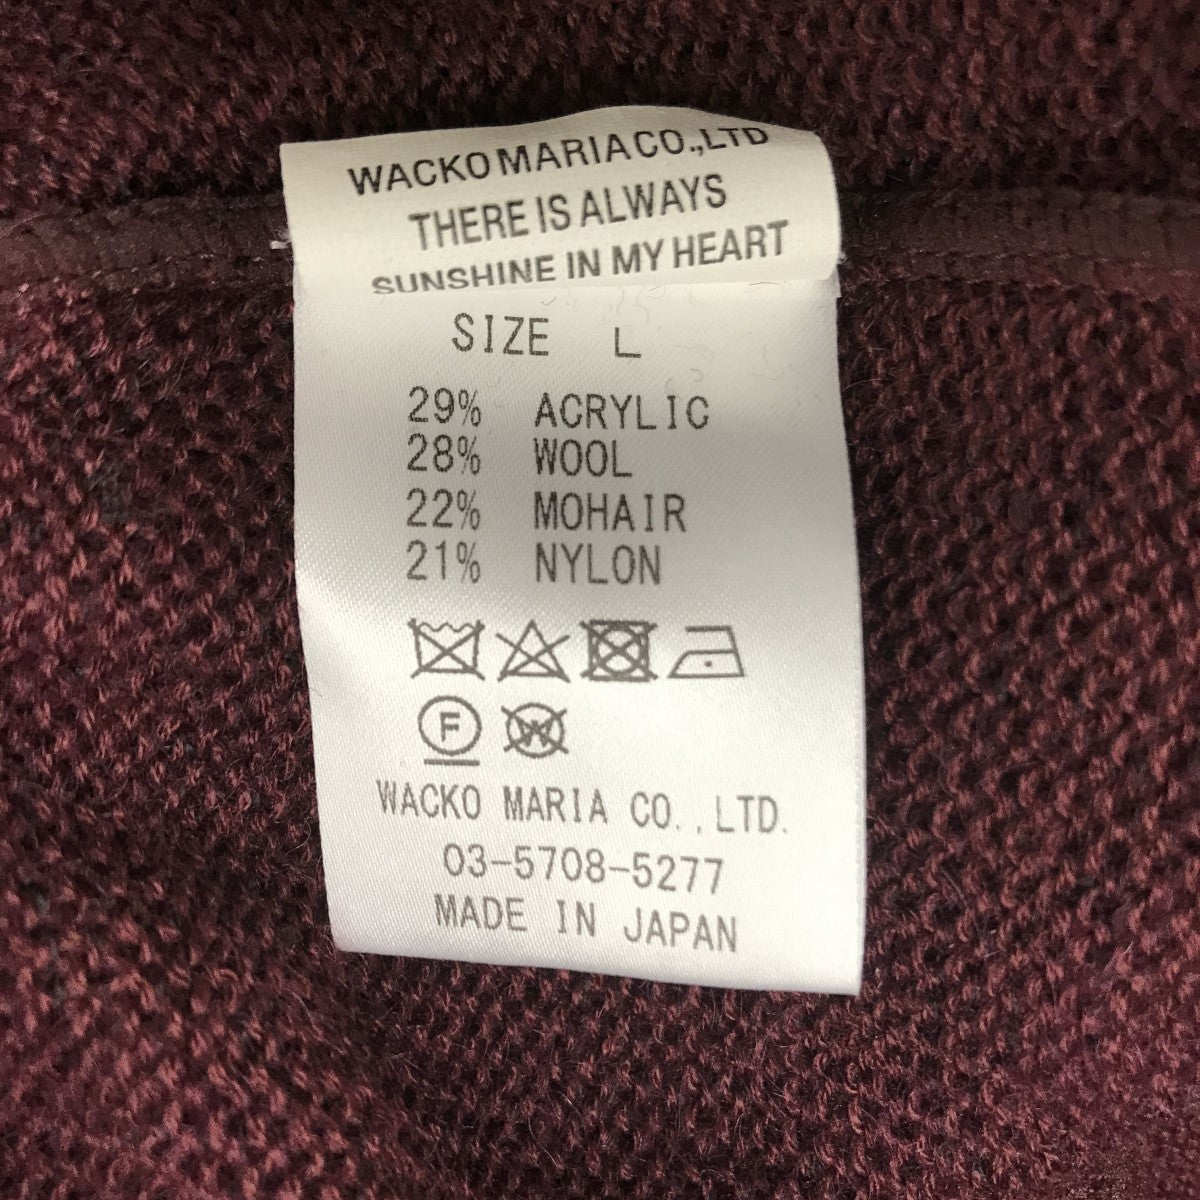 WACKO MARIA CO.,LTD
THERE IS ALWAYS
SUNSHINE IN MY HEART
SIZE L
29% ACRYLIC
28% WOOL
22% MOHAIR
21% NYLON
F W
WACKO MARIA CO.,LTD.
03-5708-5277
MADE IN JAPAN